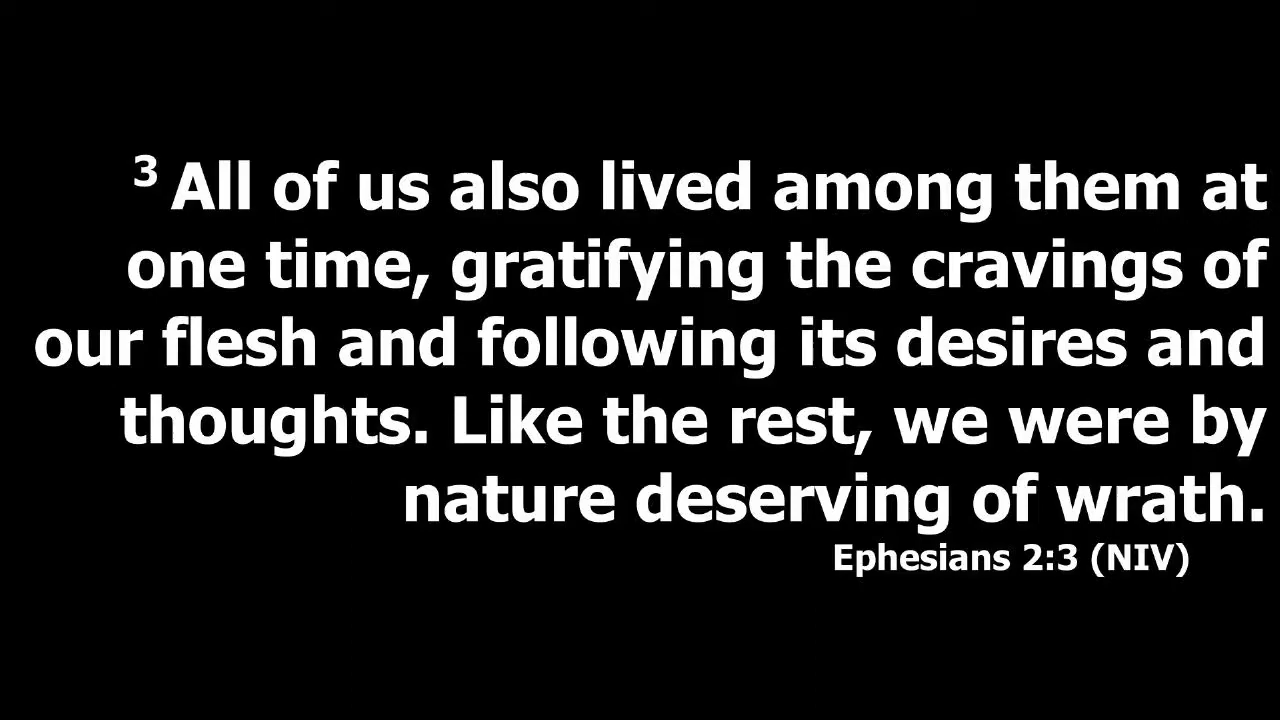 ³ All of us also lived among them at
one time, gratifying the cravings of
our flesh and following its desires and
thoughts. Like the rest, we were by
nature deserving of wrath.
Ephesians 2:3 (NIV)